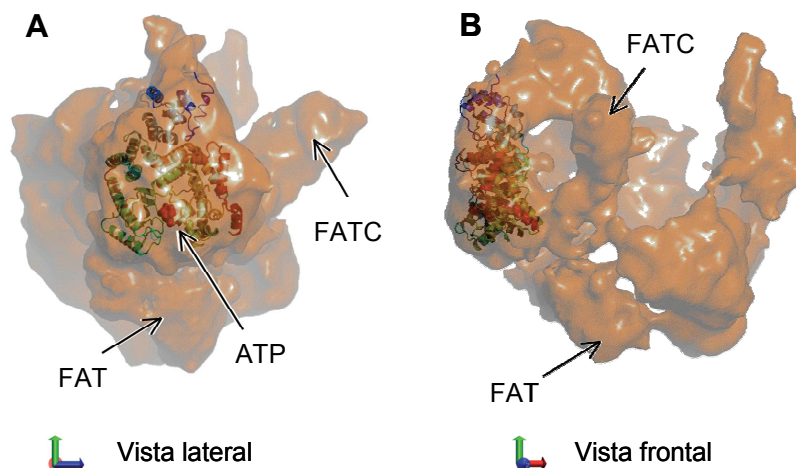 A
FATC
ATP
FAT
Vista lateral
B
FATC
FAT
Vista frontal